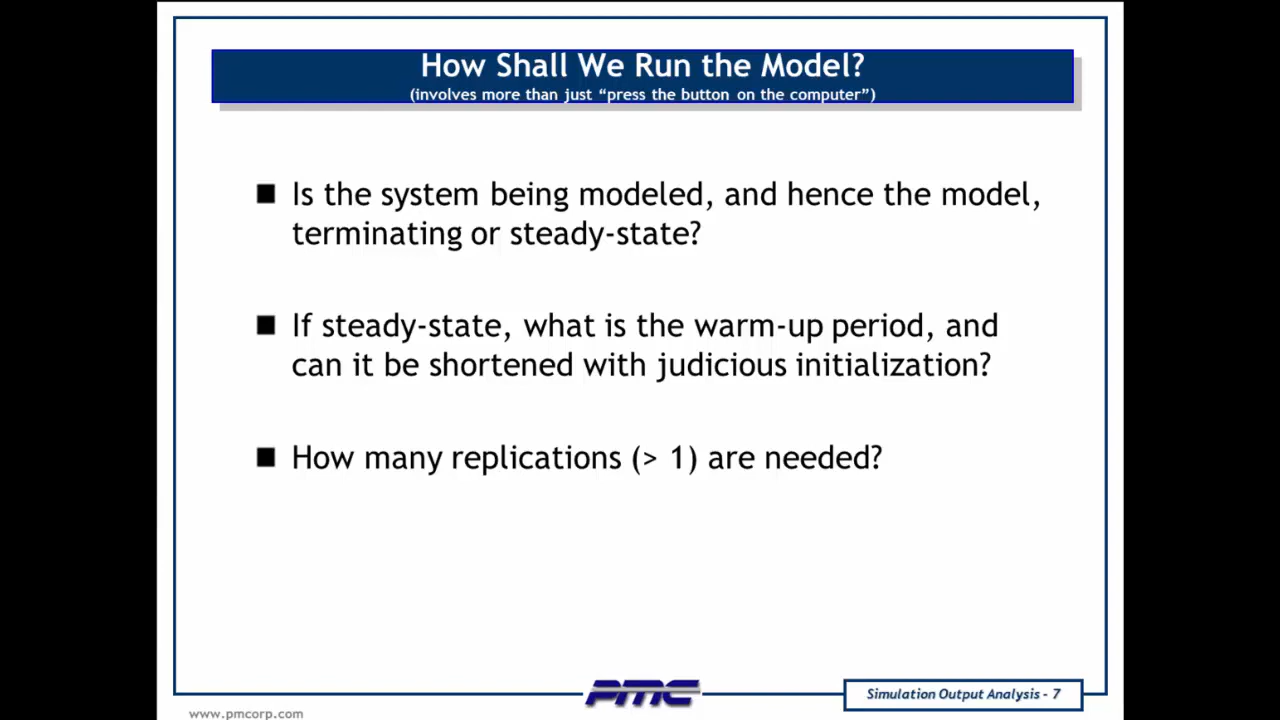 How Shall We Run the Model?
(involves more than just “press the button on the computer”)
■ Is the system being modeled, and hence the model,
terminating or steady-state?
■ If steady-state, what is the warm-up period, and
can it be shortened with judicious initialization?
■ How many replications (> 1) are needed?
PMC
Simulation Output Analysis - 7
www.pmcorp.com